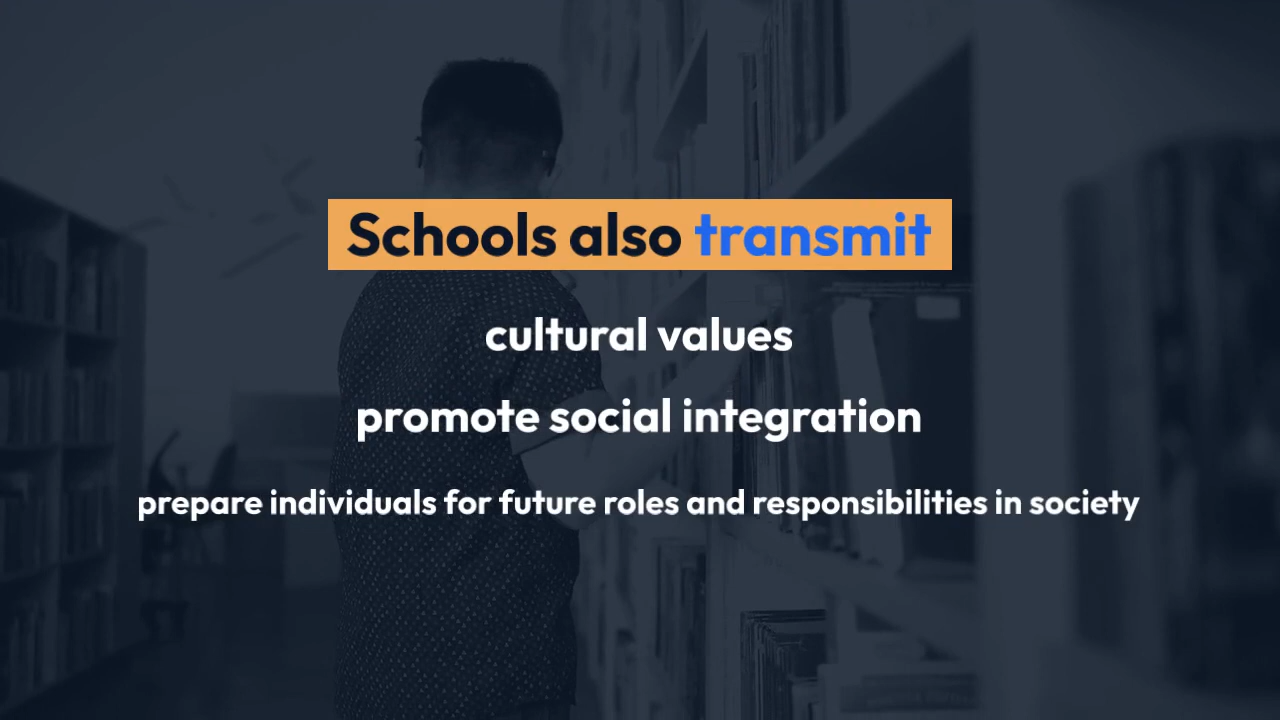 Schools also transmit
cultural values
promote social integration
prepare individuals for future roles and responsibilities in society